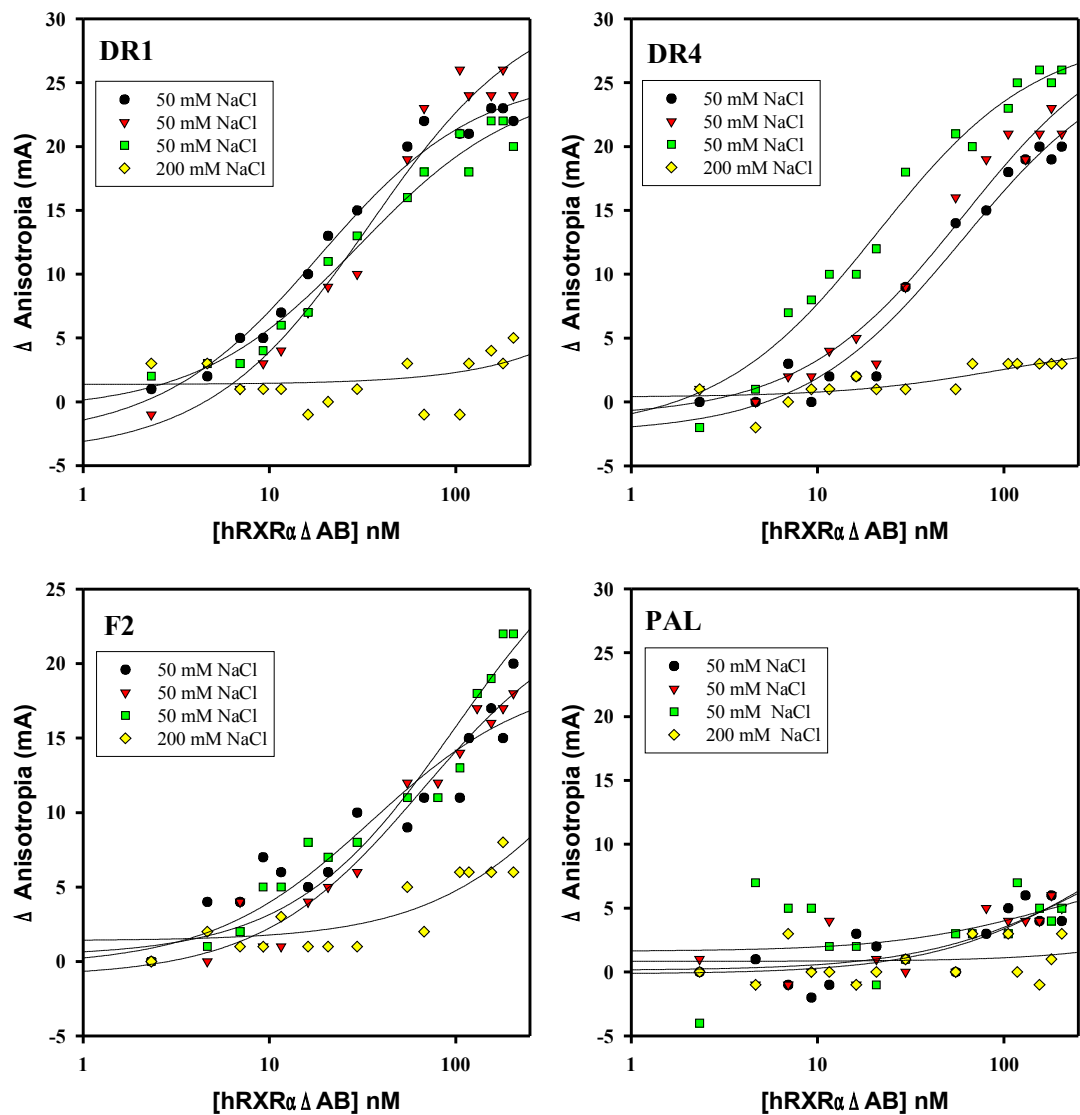 DR1
50 mM NaCl
50 mM NaCl
50 mM NaCl
200 mM NaCl
Δ Anisotropia (mA)
30
25
20
15
10
5
0
-5
1
10
100
[hRXRα Δ AB] nM
DR4
50 mM NaCl
50 mM NaCl
50 mM NaCl
200 mM NaCl
Δ Anisotropia (mA)
30
25
20
15
10
5
0
-5
1
10
100
[hRXRα Δ AB] nM
F2
50 mM NaCl
50 mM NaCl
50 mM NaCl
200 mM NaCl
Δ Anisotropia (mA)
25
20
15
10
5
0
-5
1
10
100
[hRXRα Δ AB] nM
PAL
50 mM NaCl
50 mM NaCl
50 mM  NaCl
200 mM  NaCl
Δ Anisotropia (mA)
30
25
20
15
10
5
0
-5
1
10
100
[hRXRα Δ AB] nM